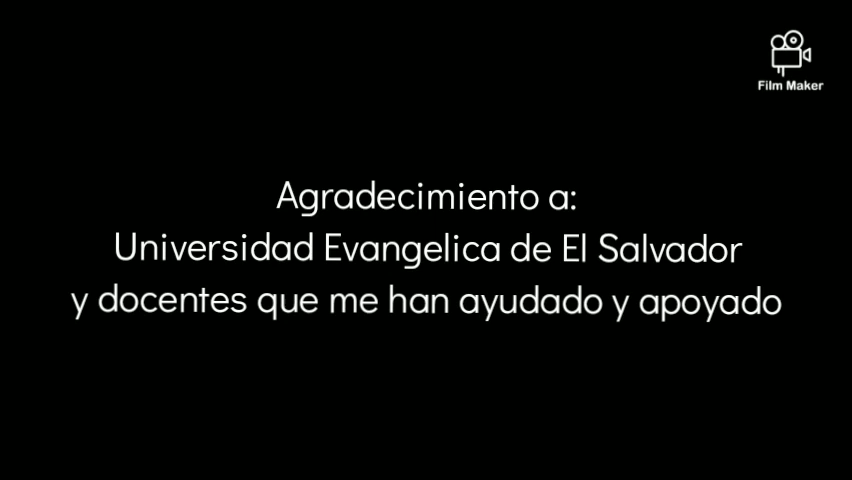 Film Maker
Agradecimiento a:
Universidad Evangelica de El Salvador
y docentes que me han ayudado y apoyado